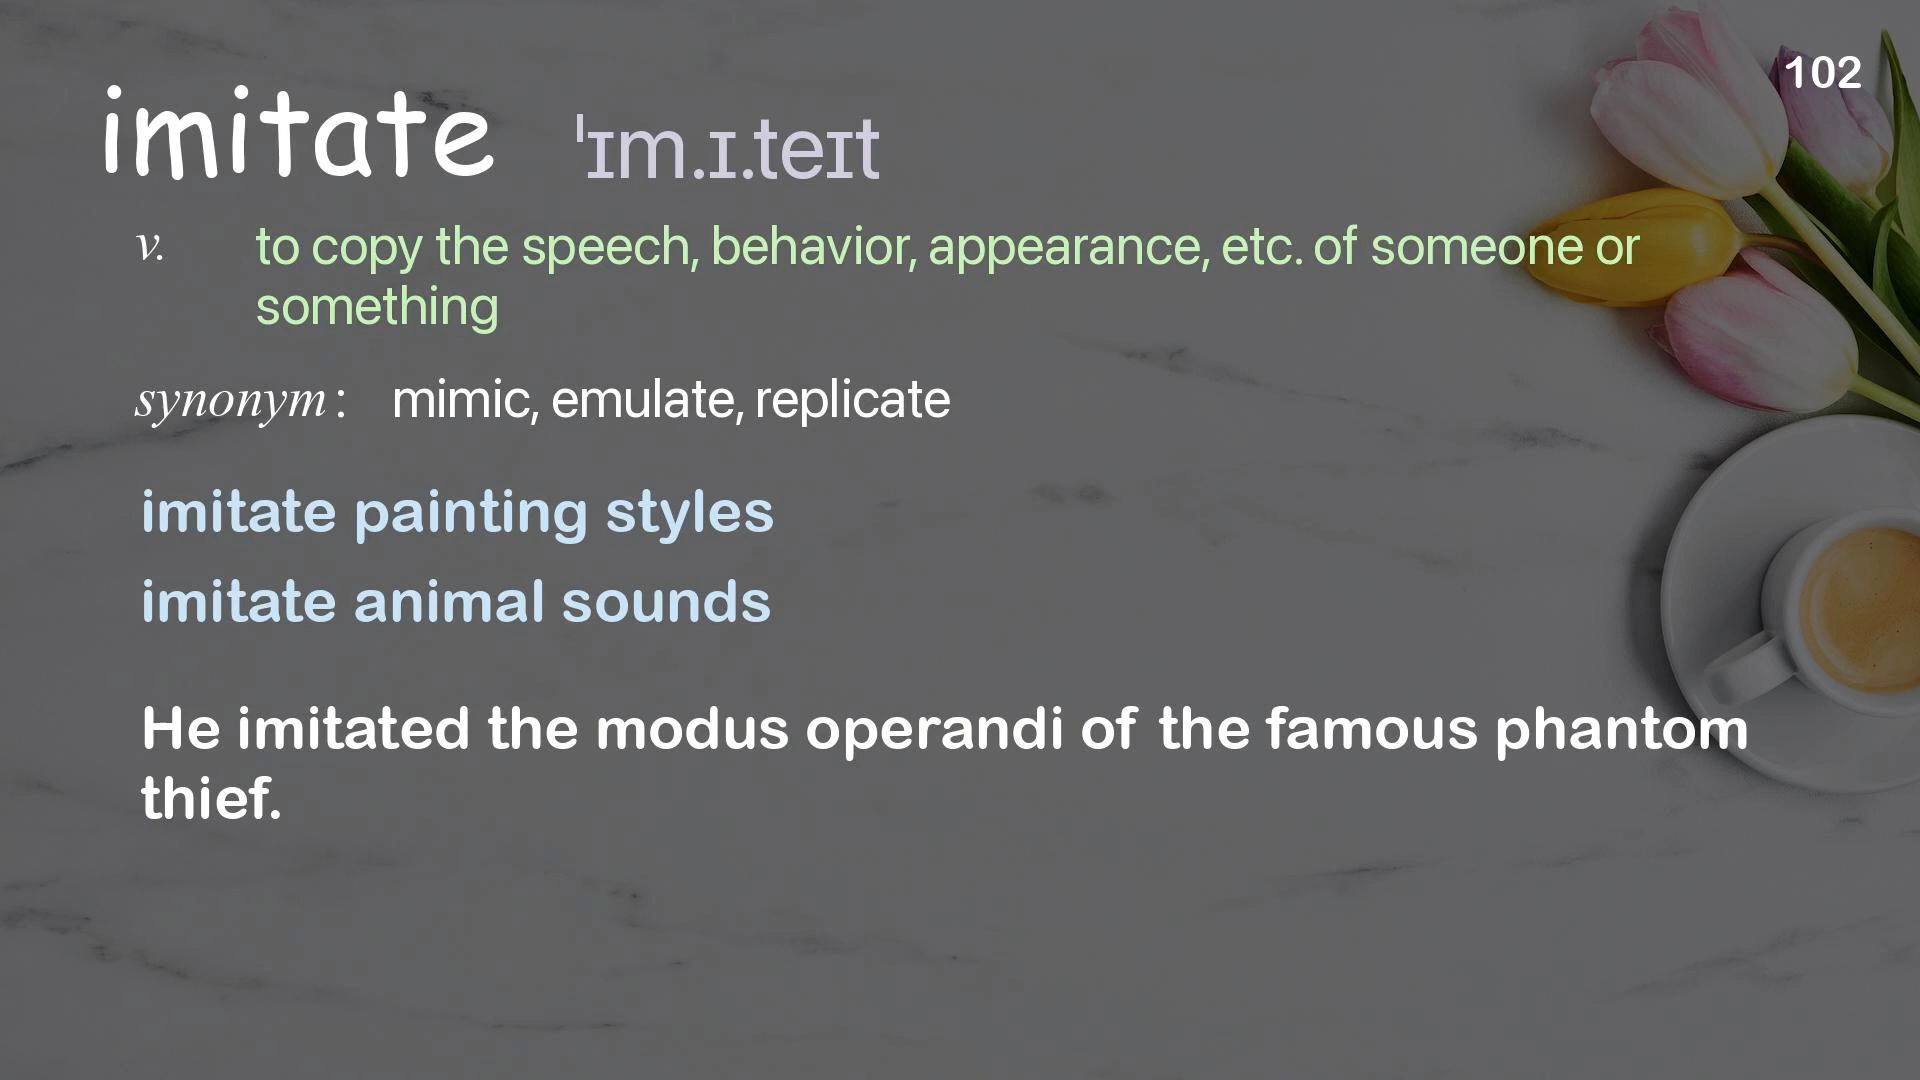 102
imitate ˈɪm.ɪ.teɪt
v. to copy the speech, behavior, appearance, etc. of someone or
something
synonym : mimic, emulate, replicate
imitate painting styles
imitate animal sounds
He imitated the modus operandi of the famous phantom
thief.